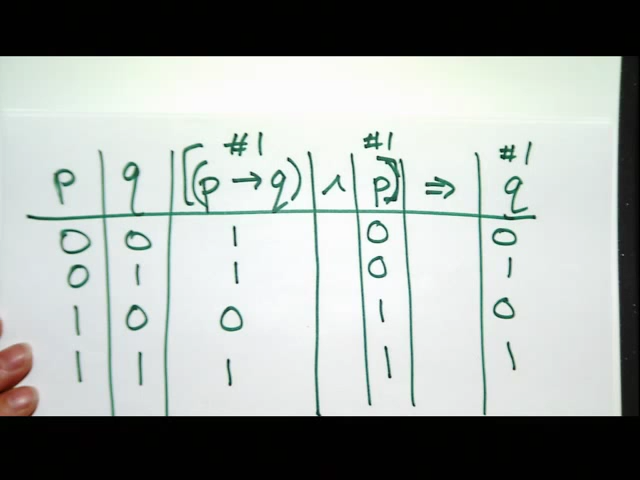 #1 #1 #1
p q [(p → q) ∧ p] ⇒ q
0 0 1 0 0
0 1 1 0 1
1 0 0 1 0
1 1 1 1 1